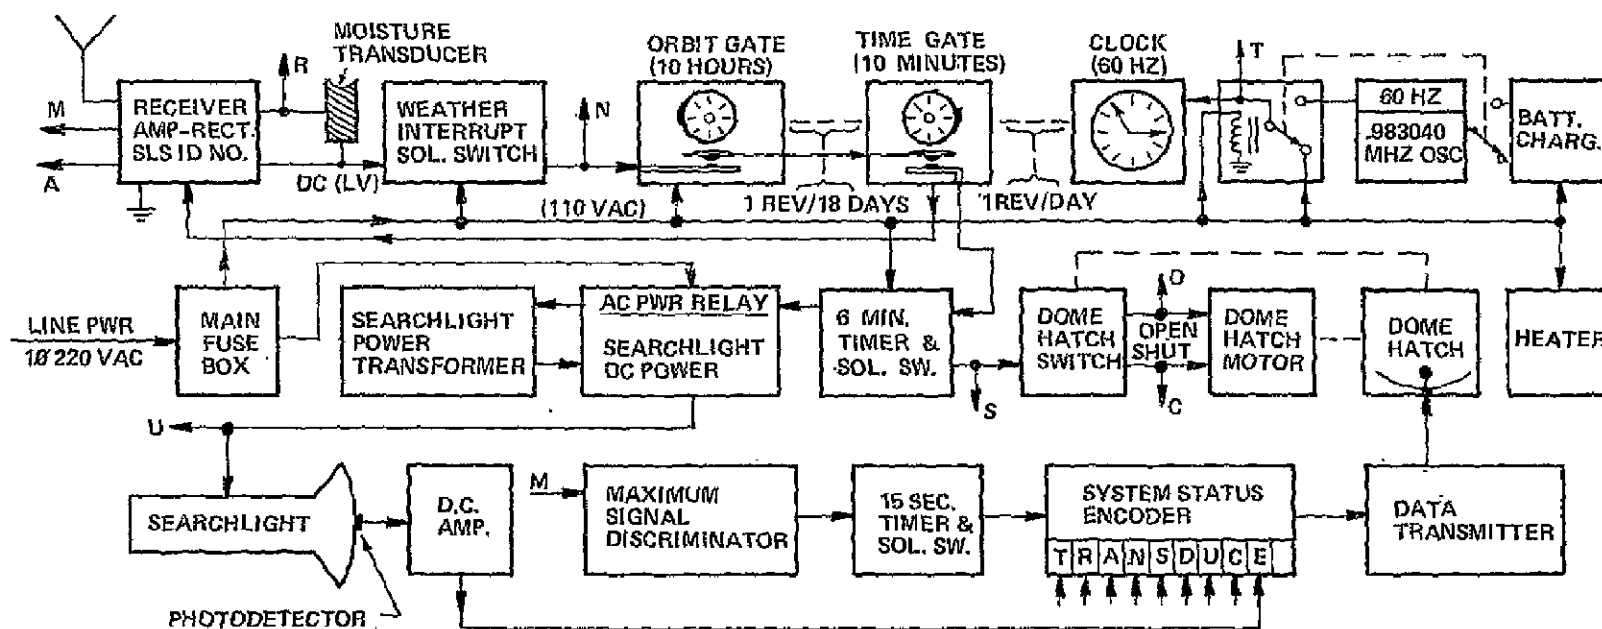 MOISTURE
TRANSDUCER
ORBIT GATE
(10 HOURS)
TIME GATE
(10 MINUTES)
CLOCK
(60 HZ)
T
R
M
A
RECEIVER
AMP-RECT.
SLS ID NO.
WEATHER
INTERRUPT
SOL. SWITCH
N
60 HZ
.983040
MHZ OSC
BATT.
CHARG.
DC (LV)
(110 VAC)
1 REV/18 DAYS
1REV/DAY
LINE PWR
1Ø 220 VAC
MAIN
FUSE
BOX
SEARCHLIGHT
POWER
TRANSFORMER
AC PWR RELAY
SEARCHLIGHT
DC POWER
6 MIN.
TIMER &
SOL. SW.
S
DOME
HATCH
SWITCH
D
OPEN
SHUT
C
DOME
HATCH
MOTOR
DOME
HATCH
HEATER
U
SEARCHLIGHT
PHOTODETECTOR
D.C.
AMP.
M
MAXIMUM
SIGNAL
DISCRIMINATOR
15 SEC.
TIMER &
SOL. SW.
SYSTEM STATUS
ENCODER
T R A N S D U C E
DATA
TRANSMITTER